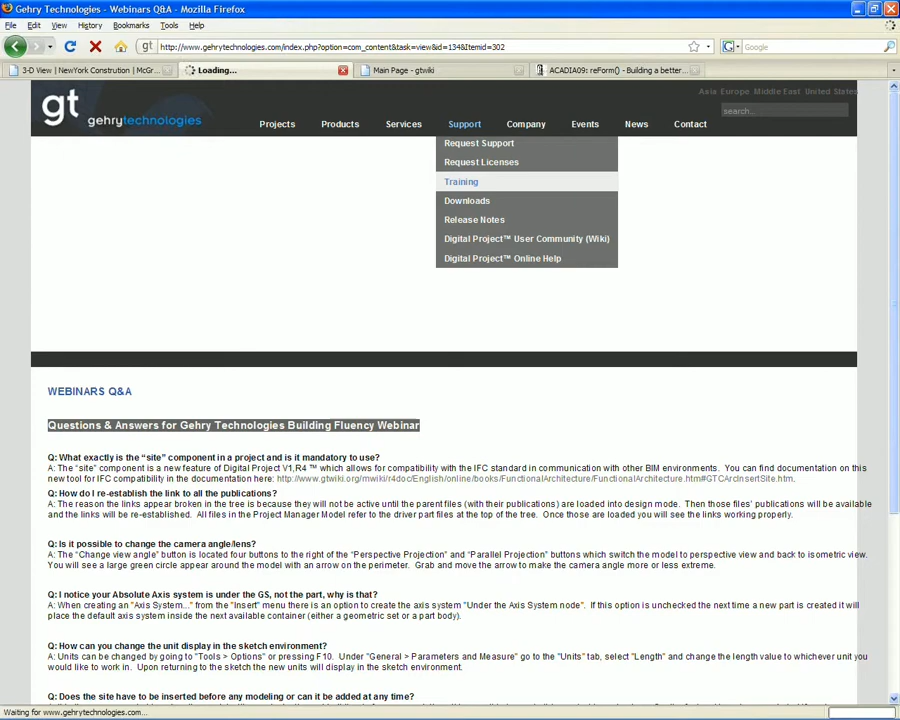 Gehry Technologies - Webinars Q&A - Mozilla Firefox
File Edit View History Bookmarks Tools Help
gt http://www.gehrytechnologies.com/index.php?option=com_content&task=view&id=134&Itemid=302 Google
3-D View | NewYork Constrution | McGr... Loading... Main Page - gtwiki ACADIA09: reForm() - Building a better...
Asia Europe Middle East United States
search...
gt gehrytechnologies
Projects Products Services Support Company Events News Contact
Request Support
Request Licenses
Training
Downloads
Release Notes
Digital Project™ User Community (Wiki)
Digital Project™ Online Help
WEBINARS Q&A
Questions & Answers for Gehry Technologies Building Fluency Webinar
Q: What exactly is the “site” component in a project and is it mandatory to use?
A: The “site” component is a new feature of Digital Project V1,R4 ™ which allows for compatibility with the IFC standard in communication with other BIM environments. You can find documentation on this
new tool for IFC compatibility in the documentation here: http://www.gtwiki.org/mwiki/r4doc/English/online/books/FunctionalArchitecture/FunctionalArchitecture.htm#GTCArcInsertSite.htm.
Q: How do I re-establish the link to all the publications?
A: The reason the links appear broken in the tree is because they will not be active until the parent files (with their publications) are loaded into design mode. Then those files' publications will be available
and the links will be re-established. All files in the Project Manager Model refer to the driver part files at the top of the tree. Once those are loaded you will see the links working properly.
Q: Is it possible to change the camera angle/lens?
A: The “Change view angle” button is located four buttons to the right of the “Perspective Projection” and “Parallel Projection” buttons which switch the model to perspective view and back to isometric view.
You will see a large green circle appear around the model with an arrow on the perimeter. Grab and move the arrow to make the camera angle more or less extreme.
Q: I notice your Absolute Axis system is under the GS, not the part, why is that?
A: When creating an "Axis System..." from the "Insert" menu there is an option to create the axis system "Under the Axis System node". If this option is unchecked the next time a new part is created it will
place the default axis system inside the next available container (either a geometric set or a part body).
Q: How can you change the unit display in the sketch environment?
A: Units can be changed by going to "Tools > Options" or pressing F10. Under "General > Parameters and Measure" go to the "Units" tab, select "Length" and change the length value to whichever unit you
would like to work in. Upon returning to the sketch the new units will display in the sketch environment.
Q: Does the site have to be inserted before any modeling or can it be added at any time?
Waiting for www.gehrytechnologies.com...